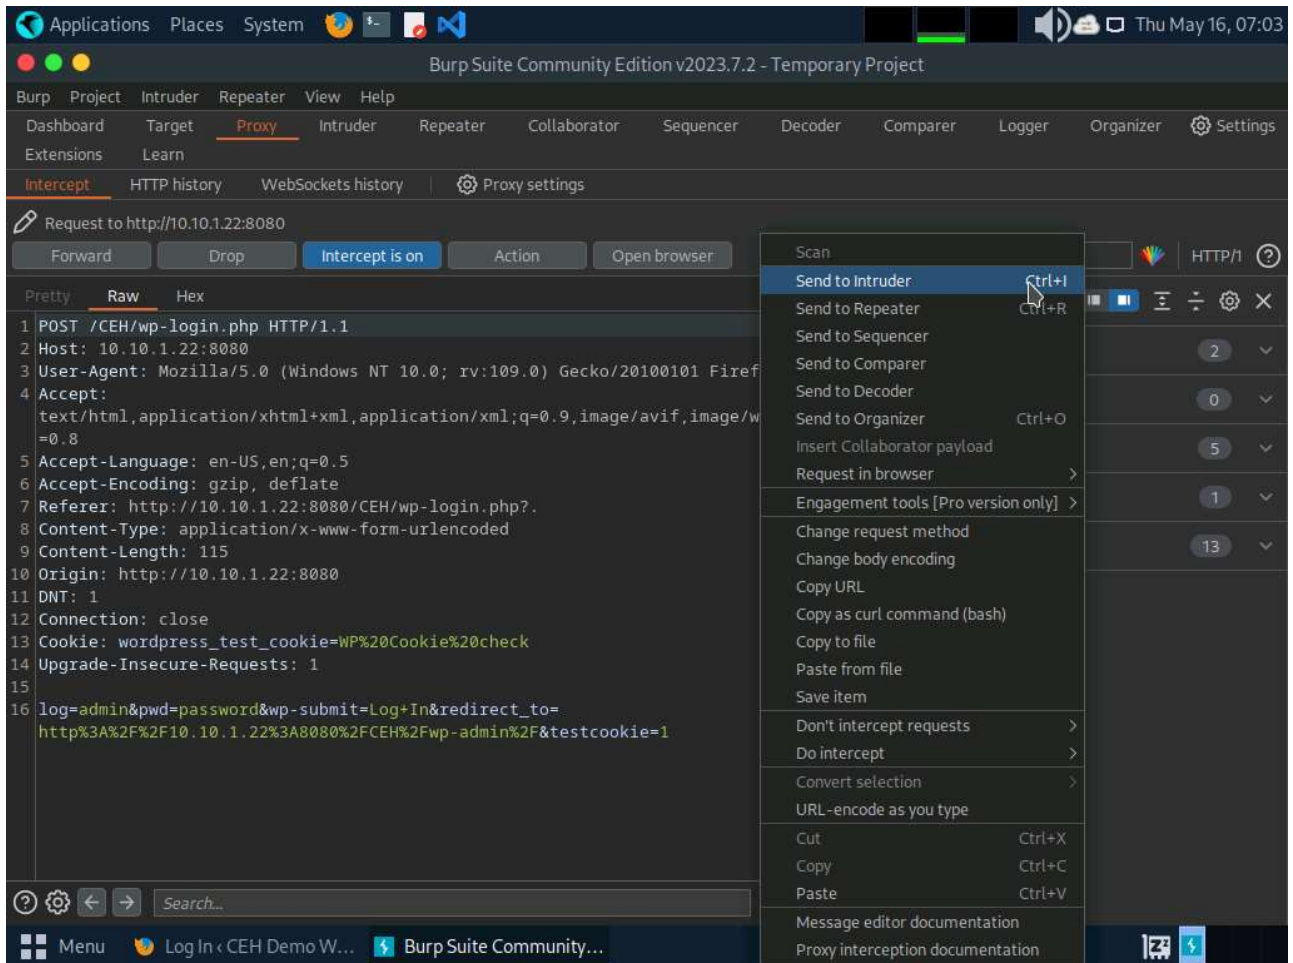 Applications Places System Thu May 16, 07:03
Burp Suite Community Edition v2023.7.2 - Temporary Project
Burp Project Intruder Repeater View Help
Dashboard Target Proxy Intruder Repeater Collaborator Sequencer Decoder Comparer Logger Organizer Settings
Extensions Learn
Intercept HTTP history WebSockets history Proxy settings
Request to http://10.10.1.22:8080
Forward Drop Intercept is on Action Open browser HTTP/1 ?
Pretty Raw Hex
1 POST /CEH/wp-login.php HTTP/1.1
2 Host: 10.10.1.22:8080
3 User-Agent: Mozilla/5.0 (Windows NT 10.0; rv:109.0) Gecko/20100101 Firef
4 Accept:
text/html,application/xhtml+xml,application/xml;q=0.9,image/avif,image/w
=0.8
5 Accept-Language: en-US,en;q=0.5
6 Accept-Encoding: gzip, deflate
7 Referer: http://10.10.1.22:8080/CEH/wp-login.php?.
8 Content-Type: application/x-www-form-urlencoded
9 Content-Length: 115
10 Origin: http://10.10.1.22:8080
11 DNT: 1
12 Connection: close
13 Cookie: wordpress_test_cookie=WP%20Cookie%20check
14 Upgrade-Insecure-Requests: 1
15
16 log=admin&pwd=password&wp-submit=Log+In&redirect_to=
http%3A%2F%2F10.10.1.22%3A8080%2FCEH%2Fwp-admin%2F&testcookie=1
Scan
Send to Intruder Ctrl+I
Send to Repeater Ctrl+R
Send to Sequencer
Send to Comparer
Send to Decoder
Send to Organizer Ctrl+O
Insert Collaborator payload
Request in browser
Engagement tools [Pro version only]
Change request method
Change body encoding
Copy URL
Copy as curl command (bash)
Copy to file
Paste from file
Save item
Don't intercept requests
Do intercept
Convert selection
URL-encode as you type
Cut Ctrl+X
Copy Ctrl+C
Paste Ctrl+V
Message editor documentation
Proxy interception documentation
2
0
5
1
13
? Search...
Menu Log In ‹ CEH Demo W... Burp Suite Community...